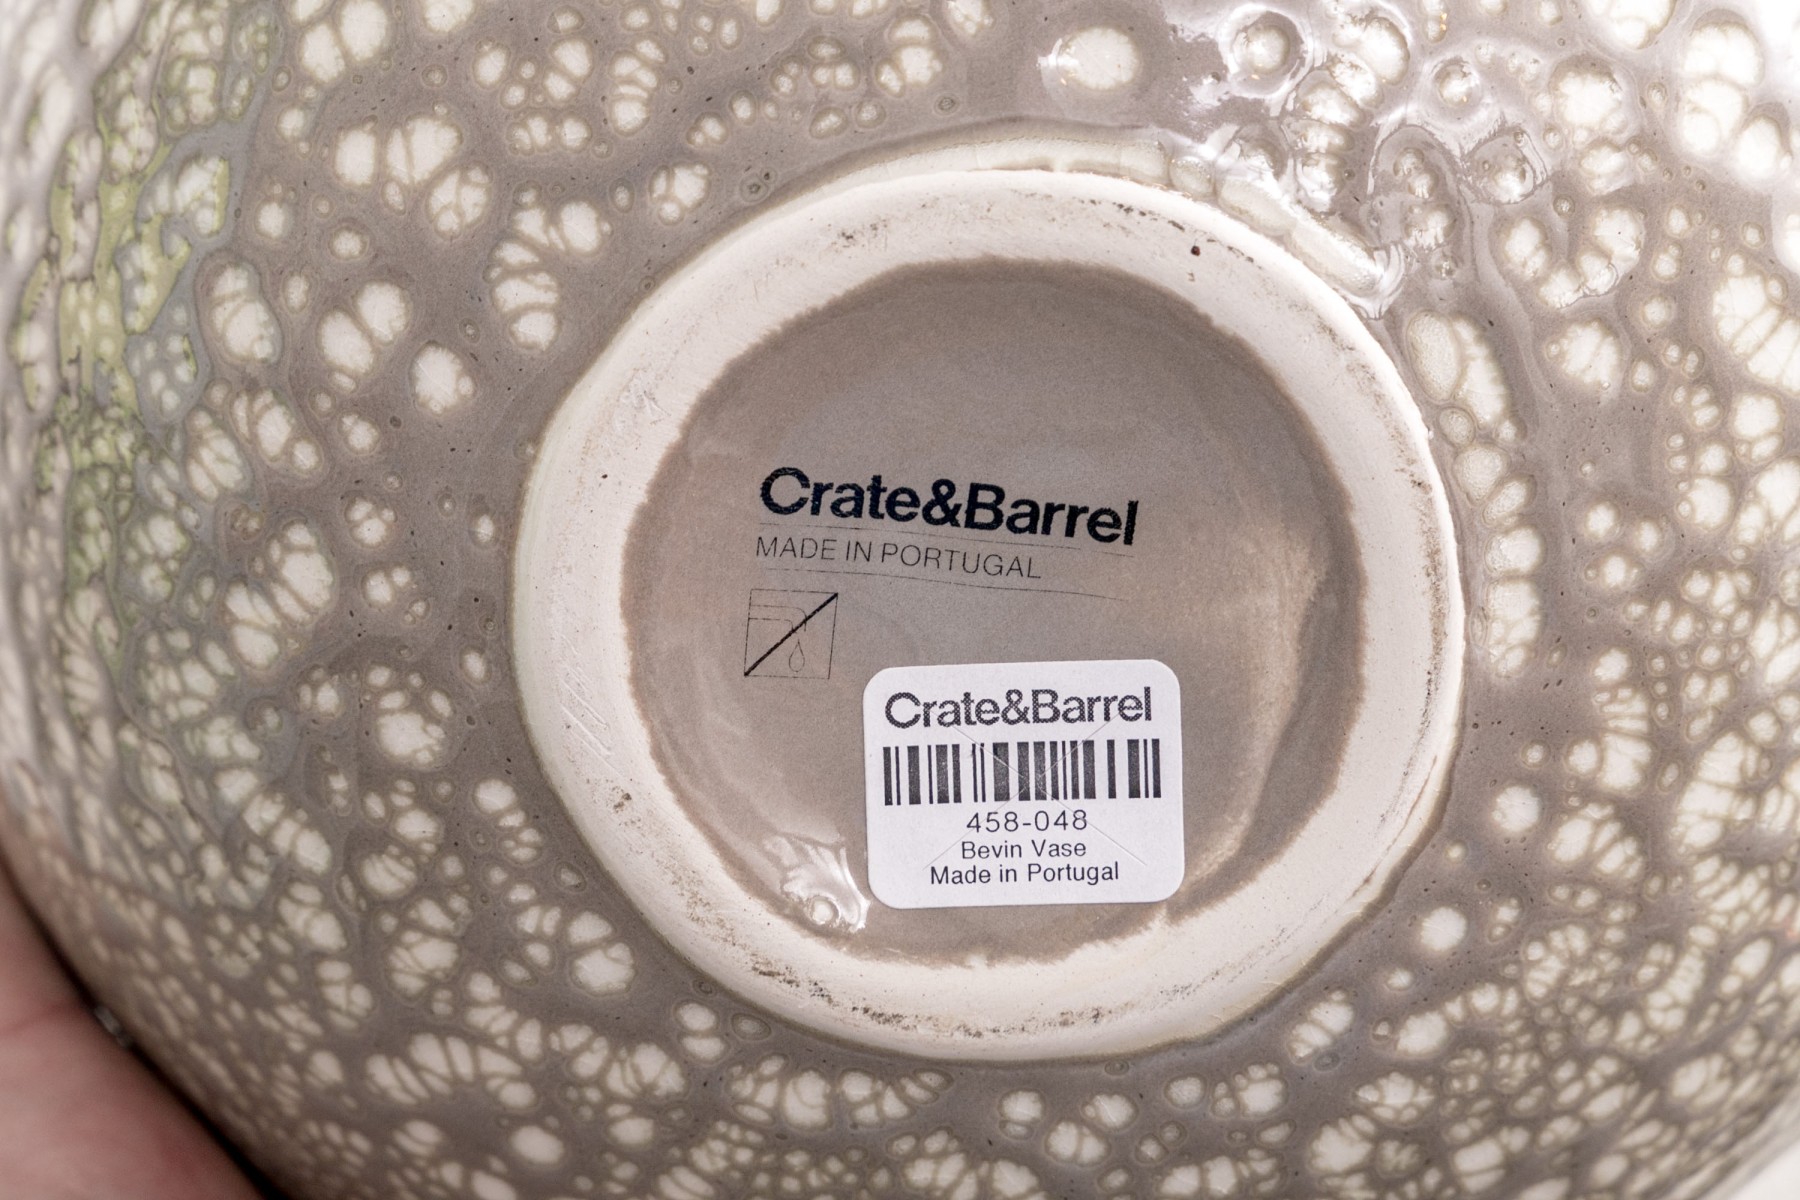 Crate&Barrel
MADE IN PORTUGAL
Crate&Barrel
458-048
Bevin Vase
Made in Portugal